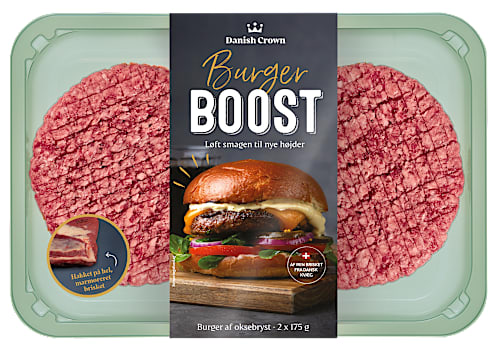 Danish Crown
Burger
BOOST
Løft smagen til nye højder
Hakket på hel,
marmoreret
brisket
AF REN BRISKET
FRA DANSK
KVÆG
Burger af oksebryst · 2 x 175 g